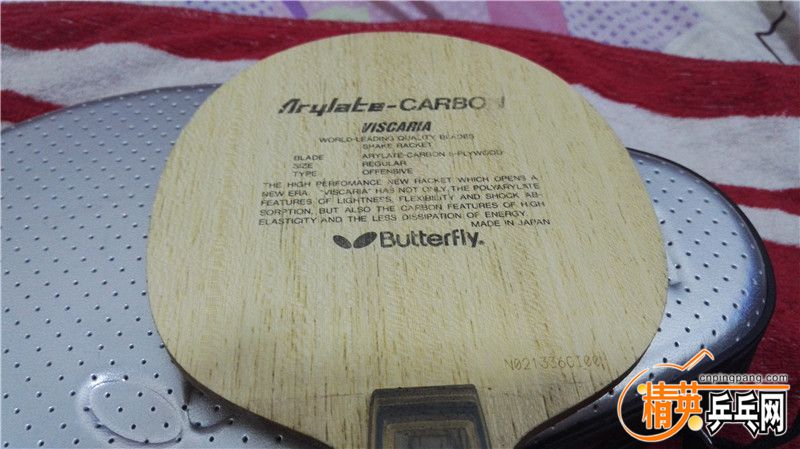 Arylate-CARBON
VISCARIA
WORLD-LEADING QUALITY BLADES
SHAKE RACKET
BLADE ARYLATE-CARBON 5-PLYWOOD
SIZE REGULAR
TYPE OFFENSIVE
THE HIGH PERFOMANCE NEW RACKET WHICH OPENS A
NEW ERA. "VISCARIA" HAS NOT ONLY THE POLYARYLATE
FEATURES OF LIGHTNESS, FLEXIBILITY AND SHOCK AB-
SORPTION, BUT ALSO THE CARBON FEATURES OF HIGH
ELASTICITY AND THE LESS DISSIPATION OF ENERGY.
MADE IN JAPAN
Butterfly
cnpingpang.com
精英乒乓网